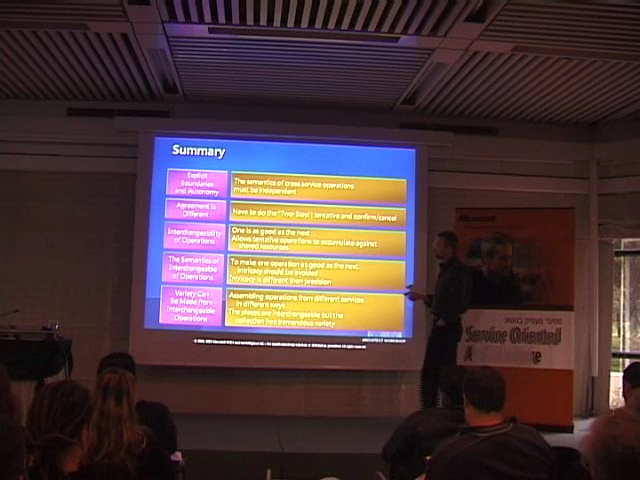 Summary
Explicit
Boundaries
and Autonomy
The semantics of cross service operations
must be independent
Agreement Is
Different
Have to do the "Two Step": tentative and confirm/cancel
Interchangeability
of Operations
One is as good as the next
Allows tentative operations to accumulate against
shared resources
The Semantics of
Interchangeable
Operations
To make one operation as good as the next,
Intricacy should be avoided
Intricacy is different than precision
Variety Can
Be Made from
Interchangeable
Operations
Assembling operations from different services
in different ways
The pieces are interchangeable but the
collection has tremendous variety
ARCHITECT WORKSHOP
Microsoft
Service Oriented